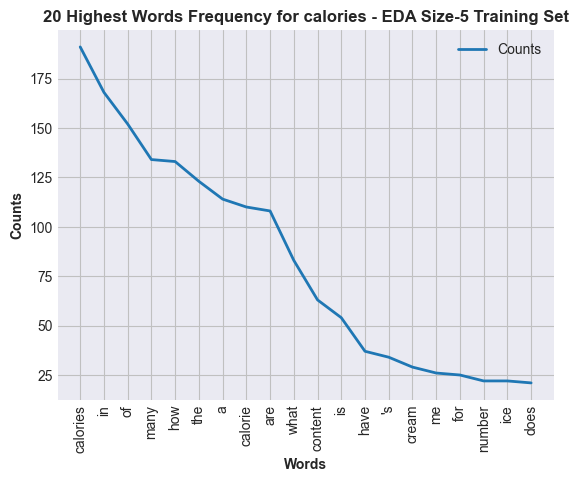 20 Highest Words Frequency for calories - EDA Size-5 Training Set
Counts
175
150
125
100
75
50
25
Counts
calories
in
of
many
how
the
a
calorie
are
what
content
is
have
's
cream
me
for
number
ice
does
Words